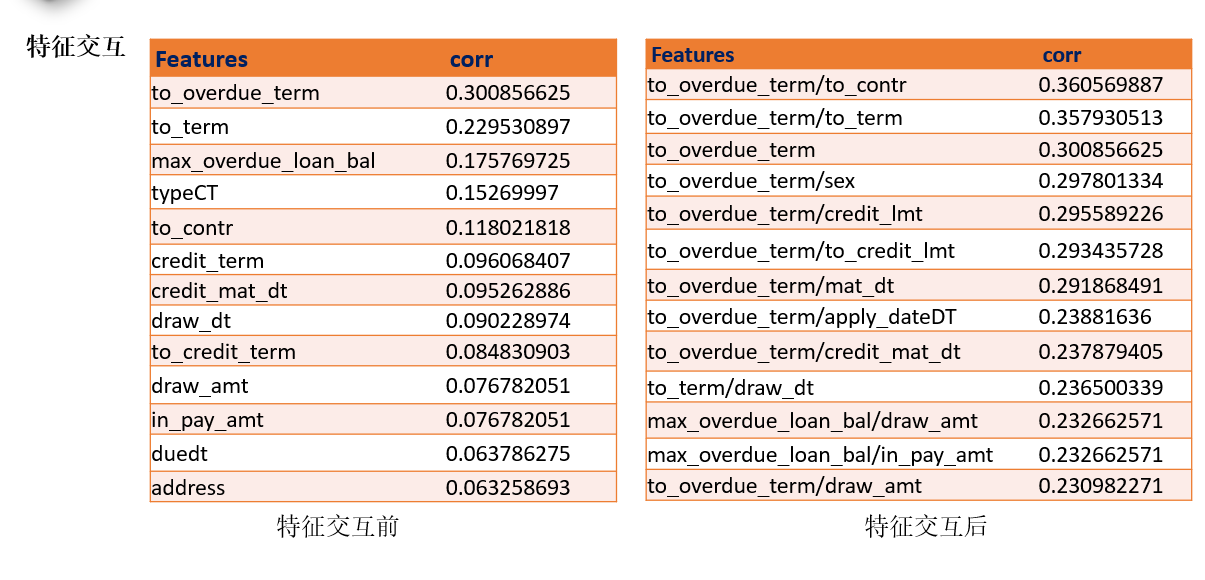 特征交互
Features corr
to_overdue_term 0.300856625
to_term 0.229530897
max_overdue_loan_bal 0.175769725
typeCT 0.15269997
to_contr 0.118021818
credit_term 0.096068407
credit_mat_dt 0.095262886
draw_dt 0.090228974
to_credit_term 0.084830903
draw_amt 0.076782051
in_pay_amt 0.076782051
duedt 0.063786275
address 0.063258693
特征交互前
Features corr
to_overdue_term/to_contr 0.360569887
to_overdue_term/to_term 0.357930513
to_overdue_term 0.300856625
to_overdue_term/sex 0.297801334
to_overdue_term/credit_lmt 0.295589226
to_overdue_term/to_credit_lmt 0.293435728
to_overdue_term/mat_dt 0.291868491
to_overdue_term/apply_dateDT 0.23881636
to_overdue_term/credit_mat_dt 0.237879405
to_term/draw_dt 0.236500339
max_overdue_loan_bal/draw_amt 0.232662571
max_overdue_loan_bal/in_pay_amt 0.232662571
to_overdue_term/draw_amt 0.230982271
特征交互后